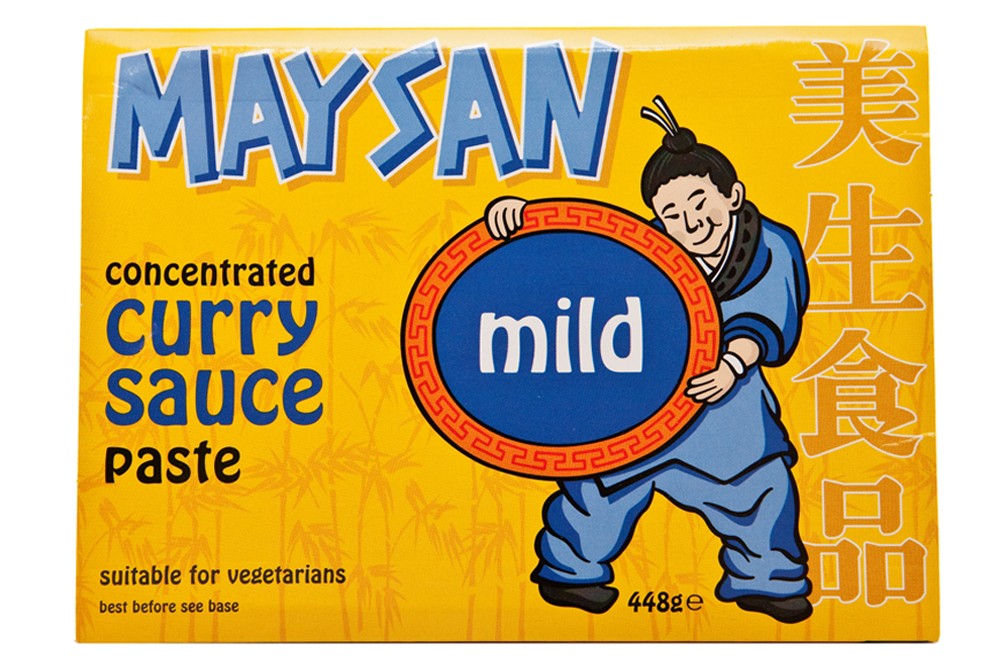 MAYSAN
concentrated
curry
sauce
paste
suitable for vegetarians
best before see base
mild
448g℮
美生食品